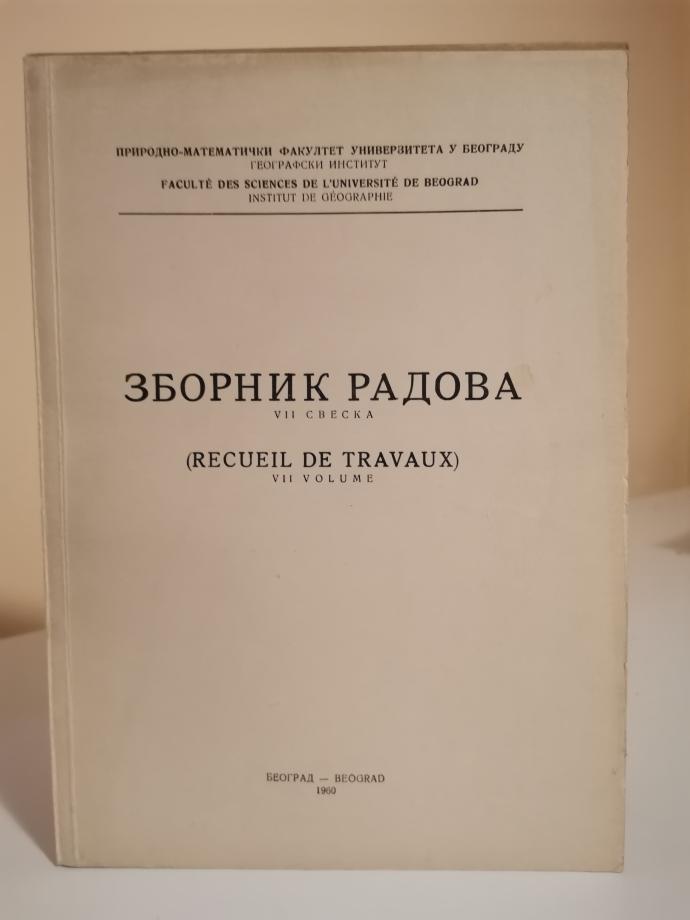 ПРИРОДНО-МАТЕМАТИЧКИ ФАКУЛТЕТ УНИВЕРЗИТЕТА У БЕОГРАДУ
ГЕОГРАФСКИ ИНСТИТУТ
FACULTÉ DES SCIENCES DE L'UNIVERSITÉ DE BEOGRAD
INSTITUT DE GÉOGRAPHIE
ЗБОРНИК РАДОВА
VII СВЕСКА
(RECUEIL DE TRAVAUX)
VII VOLUME
БЕОГРАД — BEOGRAD
1960